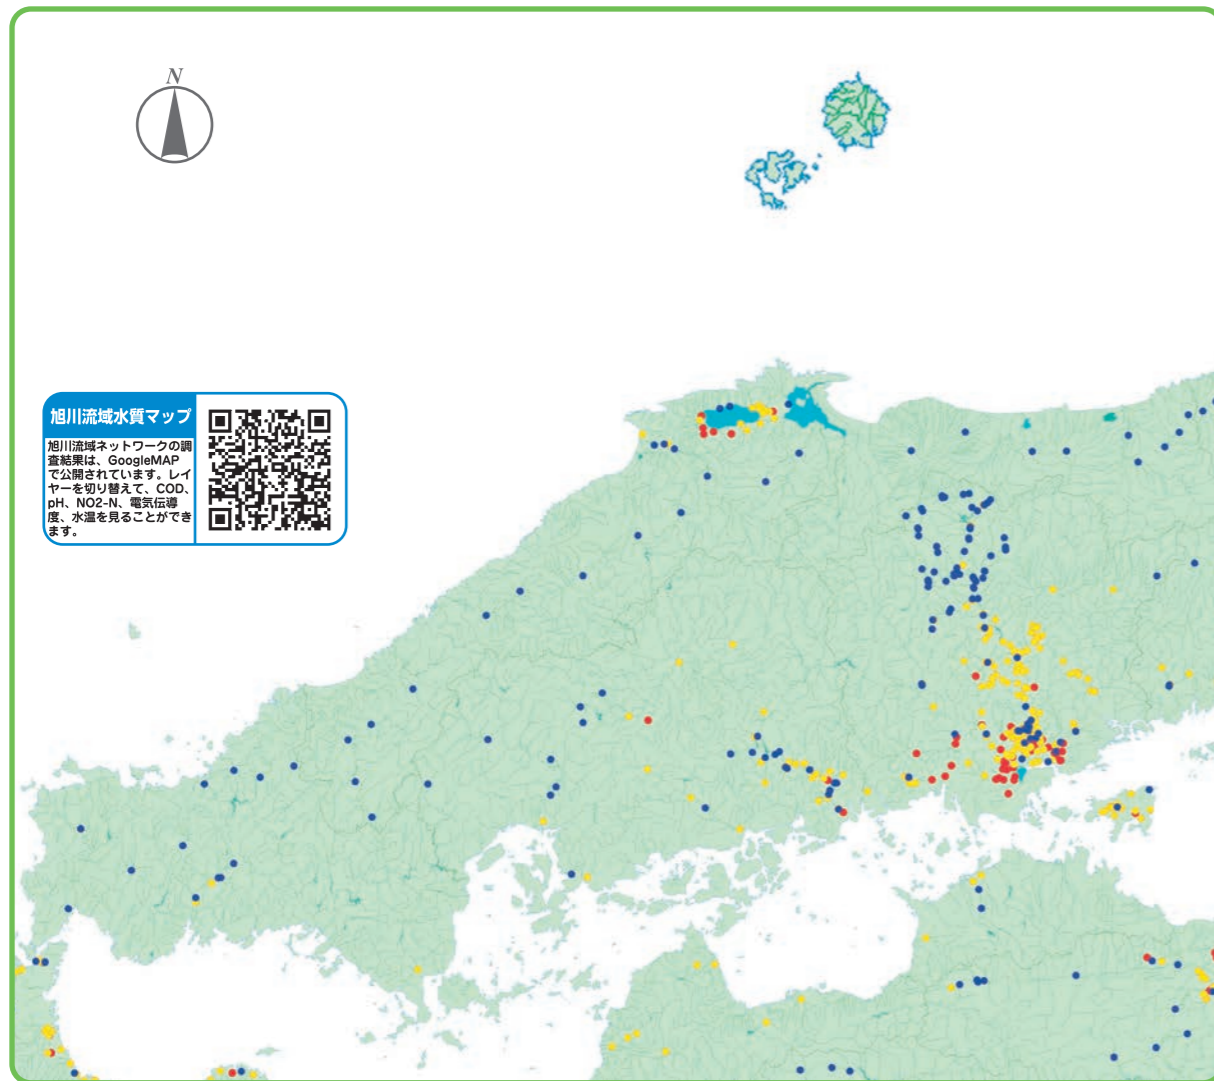 N
旭川流域水質マップ
旭川流域ネットワークの調
査結果は、GoogleMAP
で公開されています。レイ
ヤーを切り替えて、COD、
pH、NO2-N、電気伝導
度、水温を見ることができ
ます。